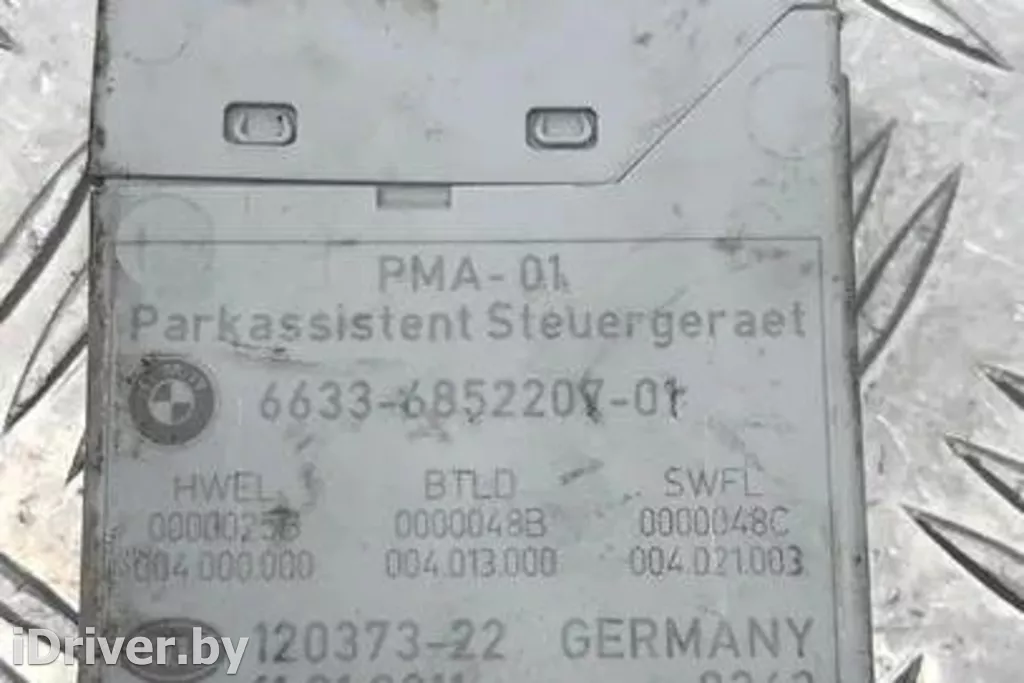 PMA-01
Parkassistent Steuergeraet
6633-6852207-01
HWEL BTLD SWFL
0000025B 0000048B 0000048C
004.000.000 004.013.000 004.021.003
120373-22 GERMANY
iDriver.by